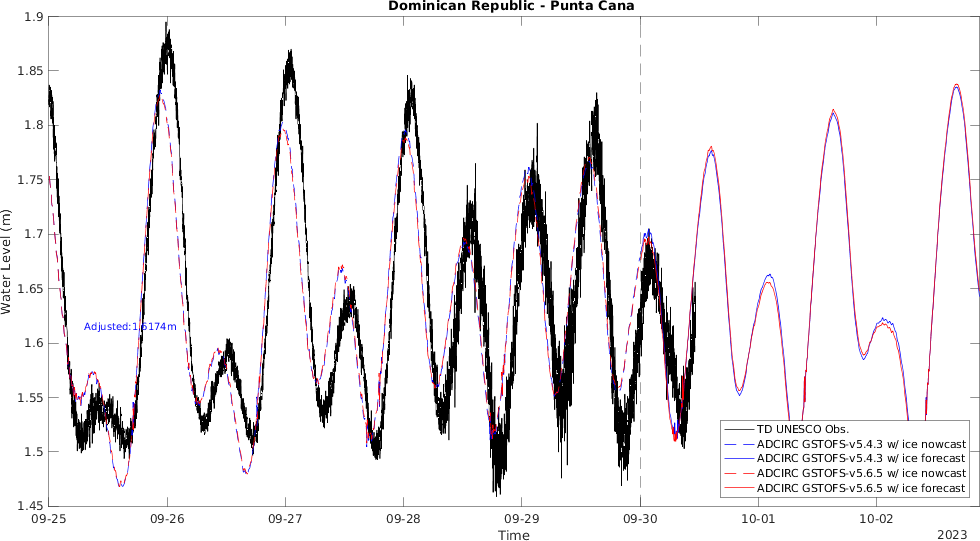 Dominican Republic - Punta Cana
1.9
1.85
1.8
1.75
1.7
1.65
1.6
1.55
1.5
1.45
Water Level (m)
Adjusted:1.6174m
TD UNESCO Obs.
ADCIRC GSTOFS-v5.4.3 w/ ice nowcast
ADCIRC GSTOFS-v5.4.3 w/ ice forecast
ADCIRC GSTOFS-v5.6.5 w/ ice nowcast
ADCIRC GSTOFS-v5.6.5 w/ ice forecast
09-25 09-26 09-27 09-28 09-29 09-30 10-01 10-02
Time
2023